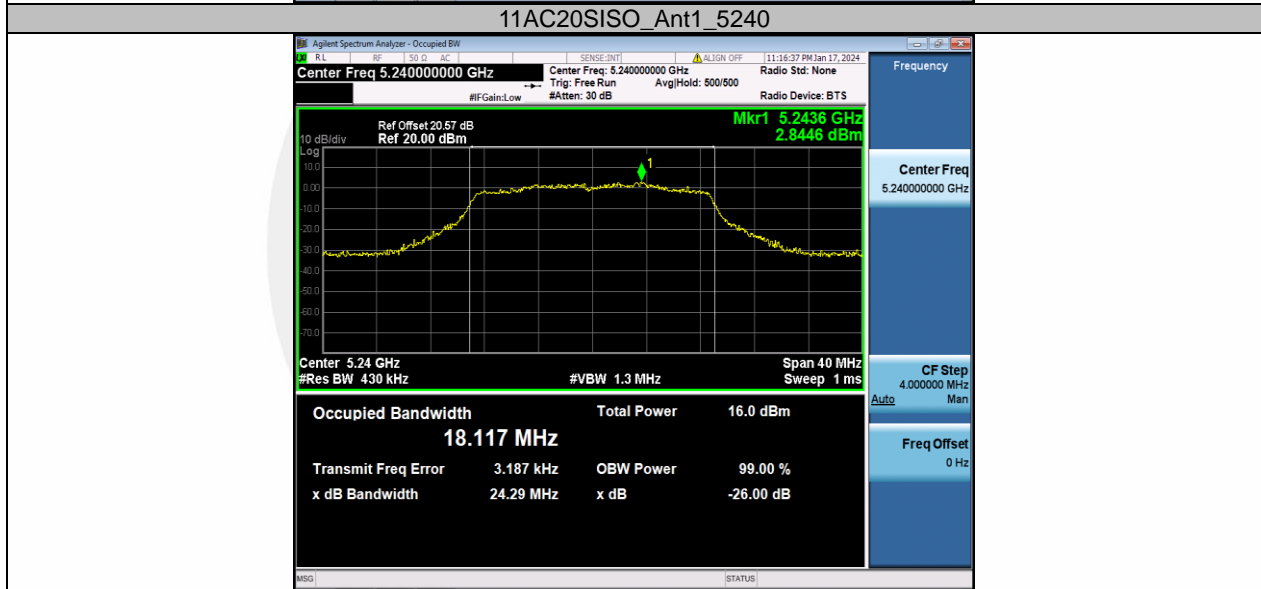 11AC20SISO_Ant1_5240
Agilent Spectrum Analyzer - Occupied BW
RL RF 50 Ω AC SENSE:INT ALIGN OFF 11:16:37 PM Jan 17, 2024
Center Freq 5.240000000 GHz Center Freq: 5.240000000 GHz Radio Std: None Frequency
Trig: Free Run Avg|Hold: 500/500
#IFGain:Low #Atten: 30 dB Radio Device: BTS
Ref Offset 20.57 dB Mkr1 5.2436 GHz
10 dB/div Ref 20.00 dBm 2.8446 dBm
Log
10.0
1
0.00
-10.0
-20.0
-30.0
-40.0
-50.0
-60.0
-70.0
Center Freq
5.240000000 GHz
Center 5.24 GHz Span 40 MHz
#Res BW 430 kHz #VBW 1.3 MHz Sweep 1 ms
CF Step
4.000000 MHz
Auto Man
Occupied Bandwidth Total Power 16.0 dBm
18.117 MHz
Transmit Freq Error 3.187 kHz OBW Power 99.00 %
x dB Bandwidth 24.29 MHz x dB -26.00 dB
Freq Offset
0 Hz
MSG STATUS